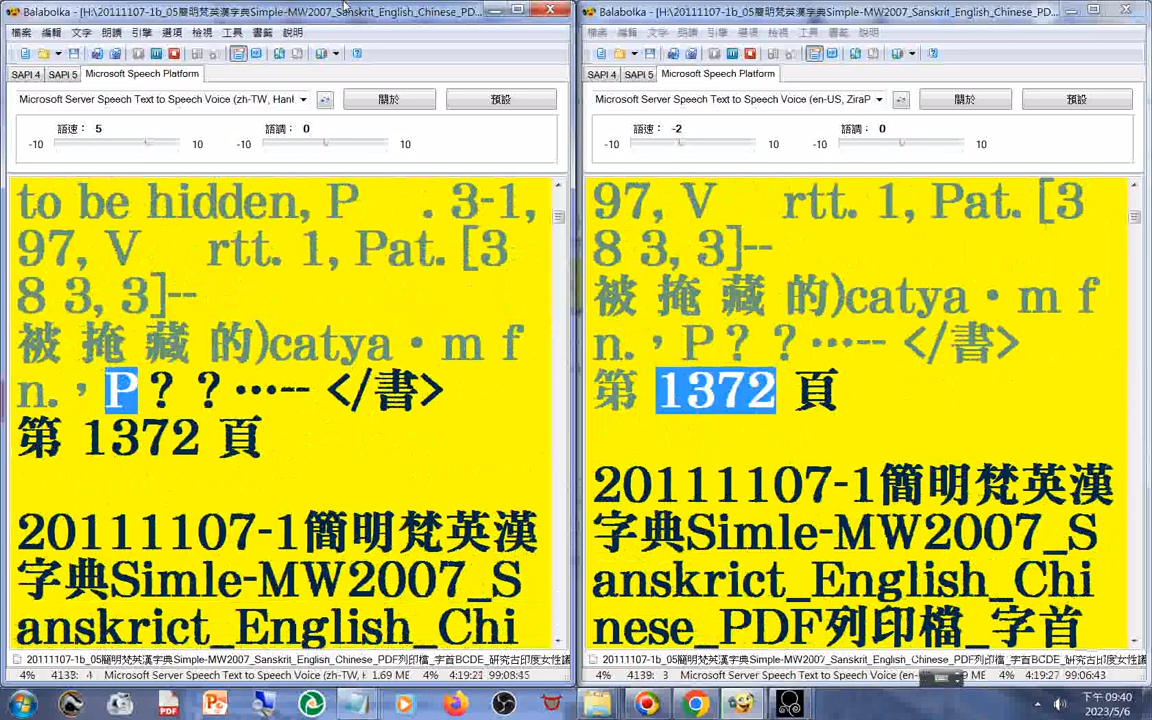 Balabolka - [H:\20111107-1b_05簡明梵英漢字典Simple-MW2007_Sanskrit_English_Chinese_PD...
檔案 編輯 文字 朗讀 引擎 選項 檢視 工具 書籤 說明
SAPI 4 SAPI 5 Microsoft Speech Platform
Microsoft Server Speech Text to Speech Voice (zh-TW, Hanl
關於 預設
語速： 5 語調： 0
-10 10 -10 10
to be hidden, P . 3-1,
97, V rtt. 1, Pat. [3
8 3, 3]--
被 掩 藏 的)catya・m f
n.，P？？…-- </書>
第 1372 頁
20111107-1簡明梵英漢
字典Simle-MW2007_S
anskrict_English_Chi
20111107-1b_05簡明梵英漢字典Simple-MW2007_Sanskrit_English_Chinese_PDF列印檔_字首BCDE_研究古印度女性議
4% 4133: 4 Microsoft Server Speech Text to Speech Voice (zh-TW, H 1.69 MB 4% 4:19:21 99:08:45
Balabolka - [H:\20111107-1b_05簡明梵英漢字典Simple-MW2007_Sanskrit_English_Chinese_PD...
檔案 編輯 文字 朗讀 引擎 選項 檢視 工具 書籤 說明
SAPI 4 SAPI 5 Microsoft Speech Platform
Microsoft Server Speech Text to Speech Voice (en-US, ZiraP
關於 預設
語速： -2 語調： 0
-10 10 -10 10
97, V rtt. 1, Pat. [3
8 3, 3]--
被 掩 藏 的)catya・m f
n.，P？？…-- </書>
第 1372 頁
20111107-1簡明梵英漢
字典Simle-MW2007_S
anskrict_English_Chi
nese_PDF列印檔_字首
20111107-1b_05簡明梵英漢字典Simple-MW2007_Sanskrit_English_Chinese_PDF列印檔_字首BCDE_研究古印度女性議
4% 4139: 3 Microsoft Server Speech Text to Speech Voice (en-US, ME 4% 4:19:27 99:06:43
PDF
下午 09:40
2023/5/6